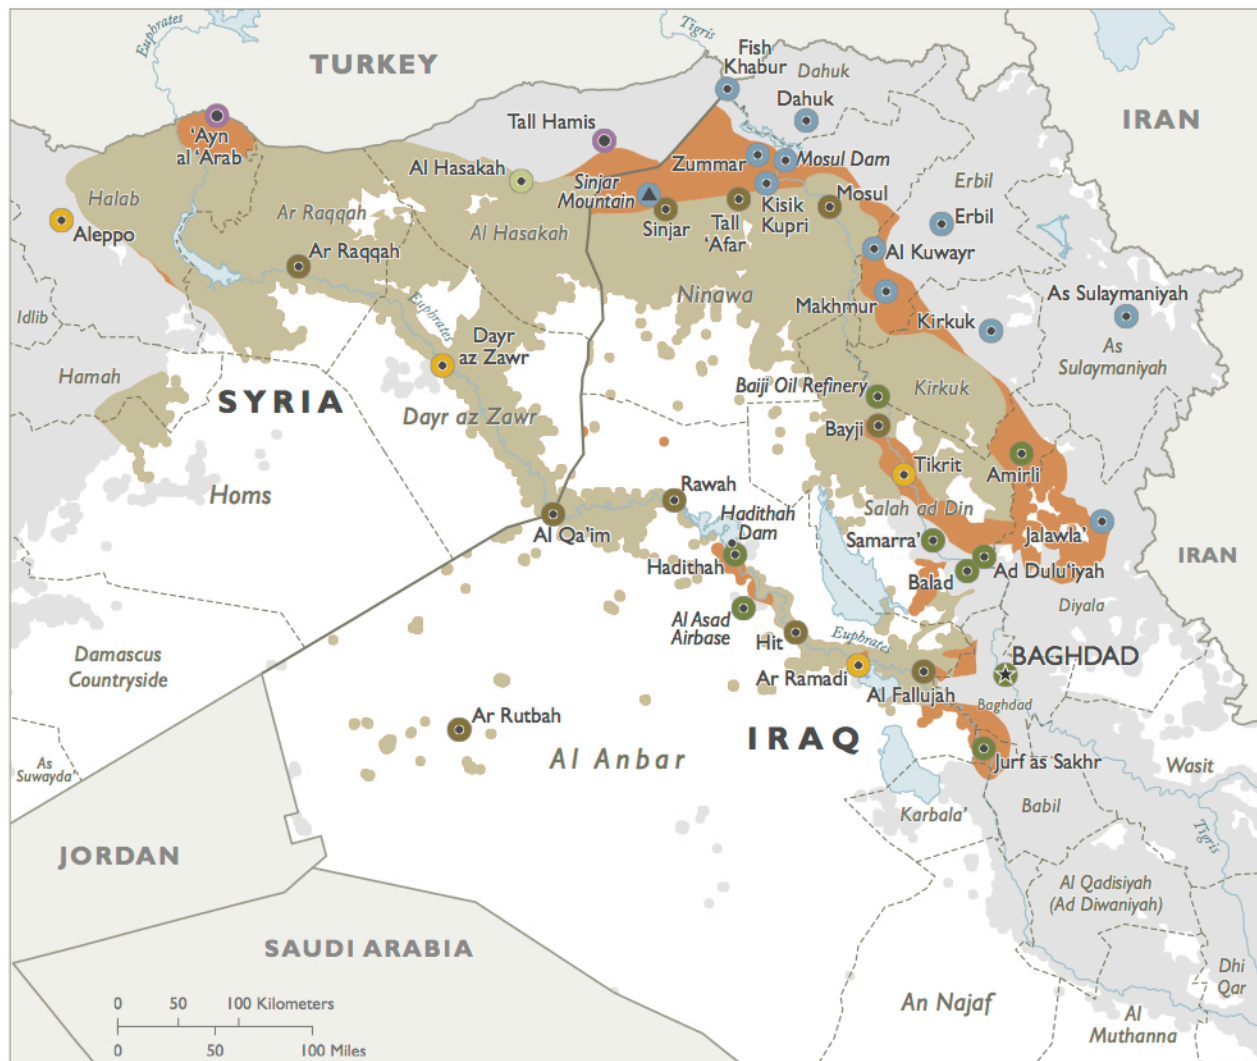 Euphrates
Tigris
TURKEY
Fish
Khabur
Dahuk
Dahuk
IRAN
'Ayn
al 'Arab
Tall Hamis
Zummar
Mosul Dam
Al Hasakah
Sinjar
Mountain
Mosul
Erbil
Halab
Ar Raqqah
Al Hasakah
Sinjar
Tall
'Afar
Kisik
Kupri
Erbil
Aleppo
Ar Raqqah
Al Kuwayr
Ninawa
Makhmur
As Sulaymaniyah
Euphrates
Kirkuk
Idlib
Dayr
az Zawr
As
Sulaymaniyah
Hamah
Baiji Oil Refinery
Kirkuk
SYRIA
Dayr az Zawr
Bayji
Tikrit
Amirli
Homs
Rawah
Salah ad Din
Al Qa'im
Hadithah
Dam
Samarra'
Jalawla'
Hadithah
Balad
Ad Dulu'iyah
IRAN
Al Asad
Airbase
Diyala
Hit
Euphrates
Damascus
Countryside
Ar Ramadi
BAGHDAD
Al Fallujah
Baghdad
Ar Rutbah
IRAQ
Al Anbar
As
Suwayda'
Jurf as Sakhr
Wasit
Karbala'
Babil
Tigris
JORDAN
Al Qadisiyah
(Ad Diwaniyah)
SAUDI ARABIA
Dhi
Qar
An Najaf
Al
Muthanna
0 50 100 Kilometers
0 50 100 Miles